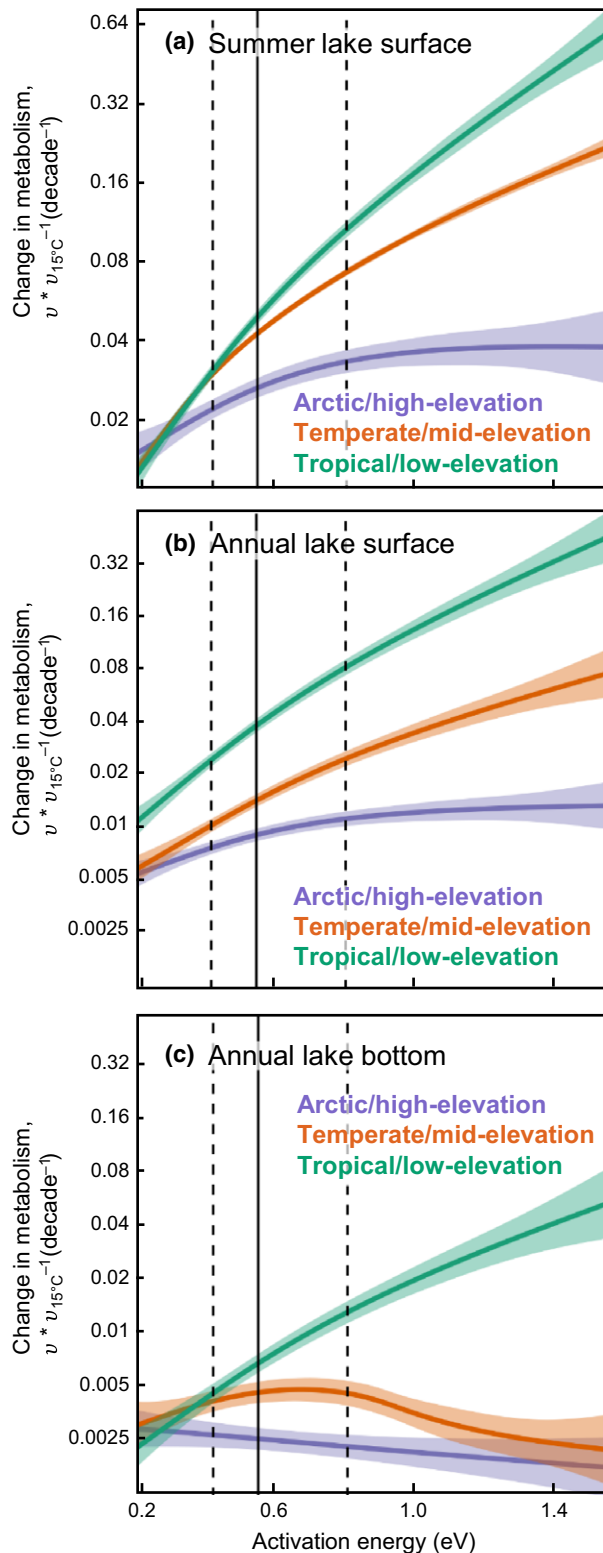 (a) Summer lake surface
Change in metabolism,
υ * υ15°C−1(decade−1)
0.64
0.32
0.16
0.08
0.04
0.02
Arctic/high-elevation
Temperate/mid-elevation
Tropical/low-elevation
(b) Annual lake surface
Change in metabolism,
υ * υ15°C−1(decade−1)
0.32
0.16
0.08
0.04
0.02
0.01
0.005
0.0025
Arctic/high-elevation
Temperate/mid-elevation
Tropical/low-elevation
(c) Annual lake bottom
Change in metabolism,
υ * υ15°C−1(decade−1)
0.32
0.16
0.08
0.04
0.02
0.01
0.005
0.0025
Arctic/high-elevation
Temperate/mid-elevation
Tropical/low-elevation
0.2 0.6 1.0 1.4
Activation energy (eV)